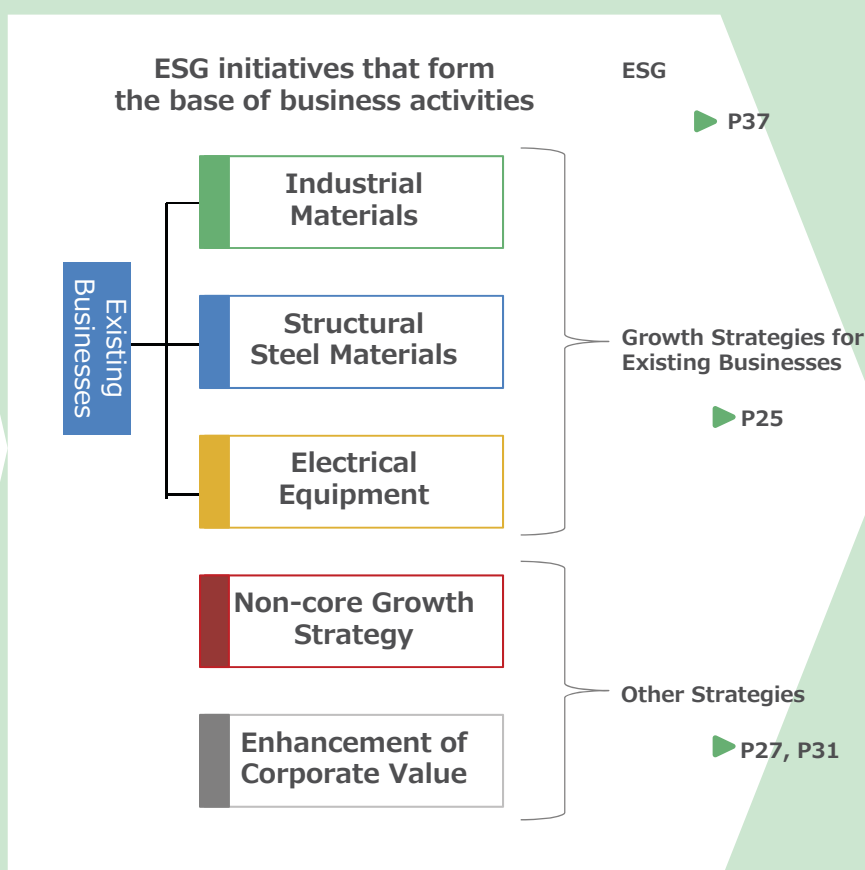 ESG initiatives that form
the base of business activities
ESG
P37
Existing
Businesses
Industrial
Materials
Structural
Steel Materials
Electrical
Equipment
Growth Strategies for
Existing Businesses
P25
Non-core Growth
Strategy
Enhancement of
Corporate Value
Other Strategies
P27, P31